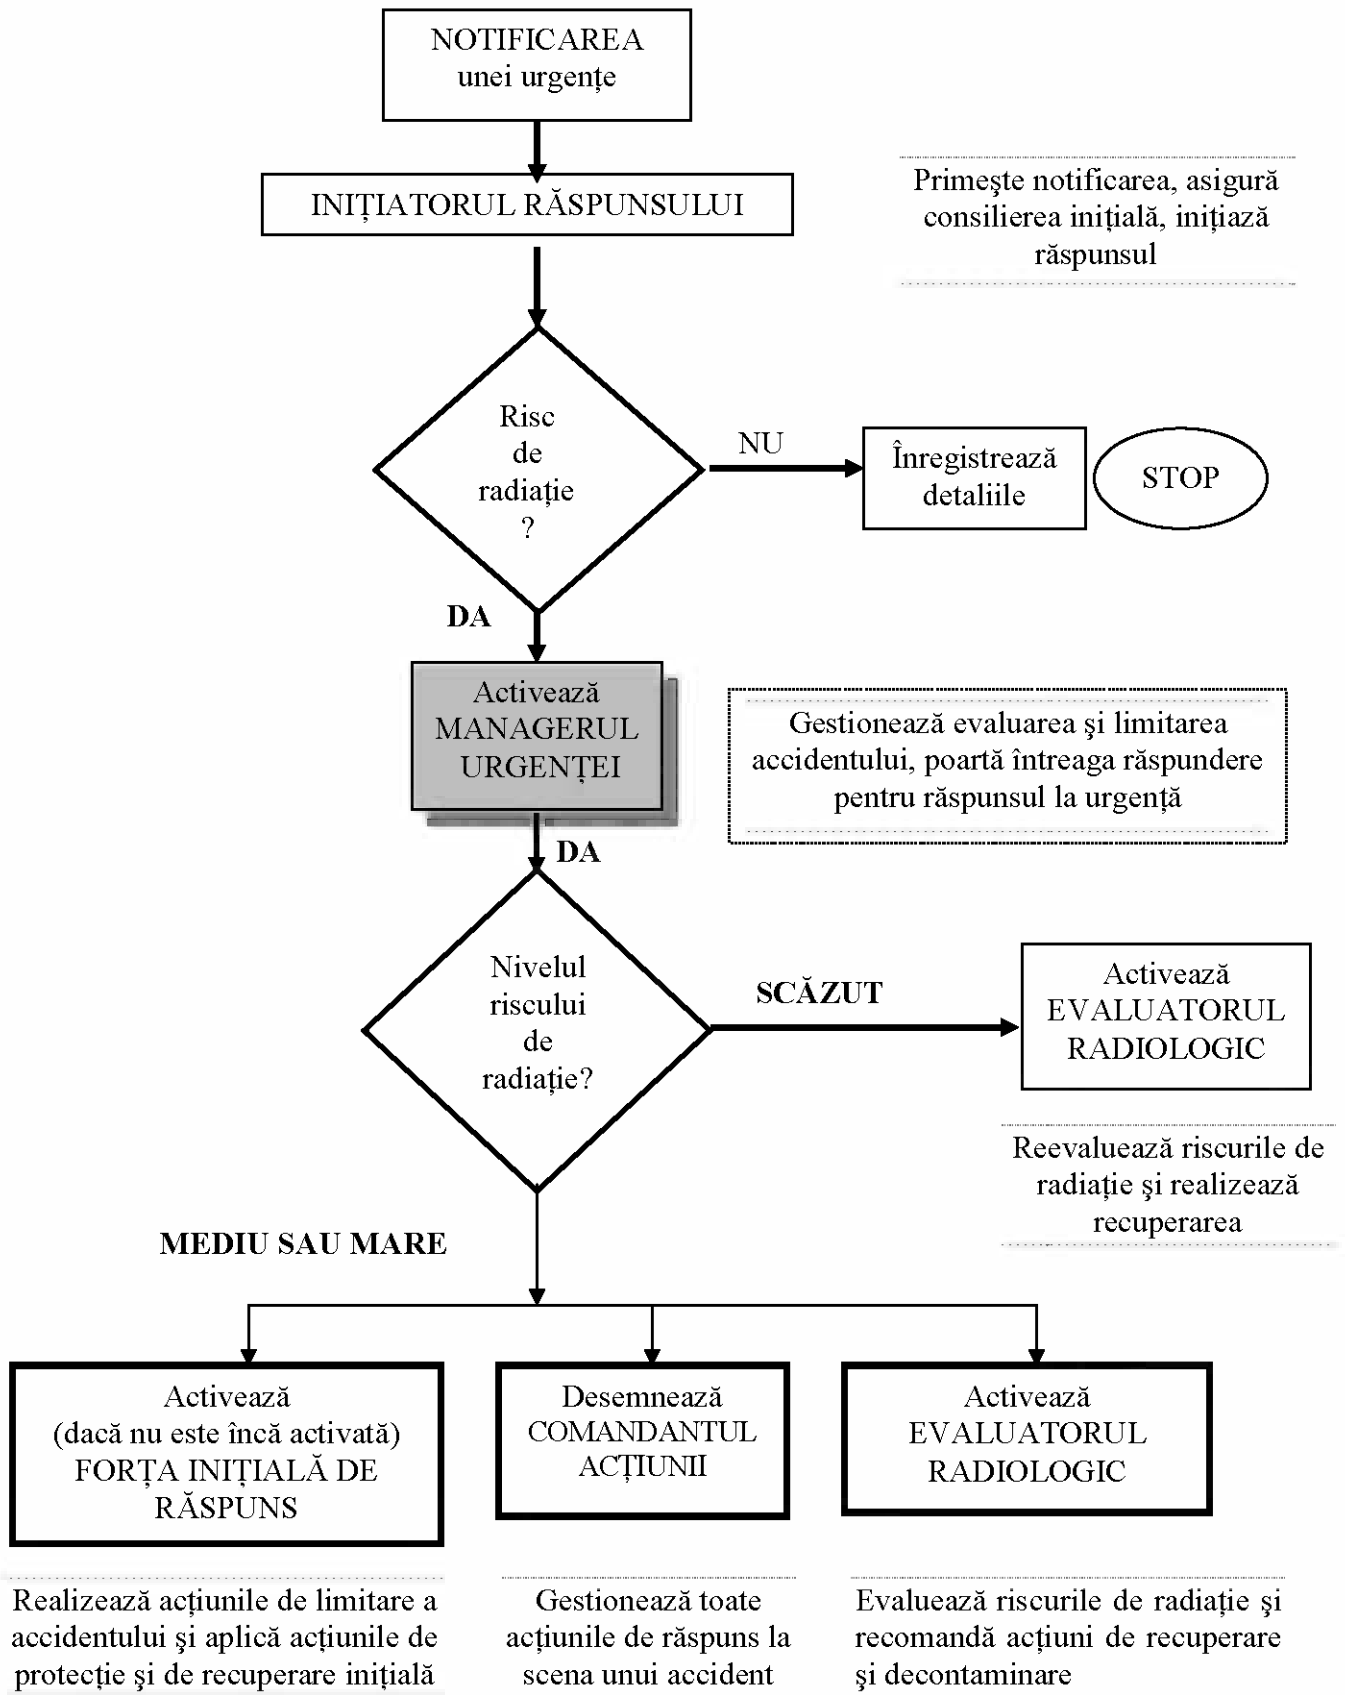 NOTIFICAREA
unei urgențe
INIȚIATORUL RĂSPUNSULUI
Primeşte notificarea, asigură
consilierea inițială, inițiază
răspunsul
Risc
de
radiație
?
NU
Înregistrează
detaliile
STOP
DA
Activează
MANAGERUL
URGENȚEI
Gestionează evaluarea şi limitarea
accidentului, poartă întreaga răspundere
pentru răspunsul la urgență
DA
Nivelul
riscului
de
radiație?
SCĂZUT
Activează
EVALUATORUL
RADIOLOGIC
Reevaluează riscurile de
radiație şi realizează
recuperarea
MEDIU SAU MARE
Activează
(dacă nu este încă activată)
FORȚA INIȚIALĂ DE
RĂSPUNS
Desemnează
COMANDANTUL
ACȚIUNII
Activează
EVALUATORUL
RADIOLOGIC
Realizează acțiunile de limitare a
accidentului şi aplică acțiunile de
protecție şi de recuperare inițială
Gestionează toate
acțiunile de răspuns la
scena unui accident
Evaluează riscurile de radiație şi
recomandă acțiuni de recuperare
şi decontaminare